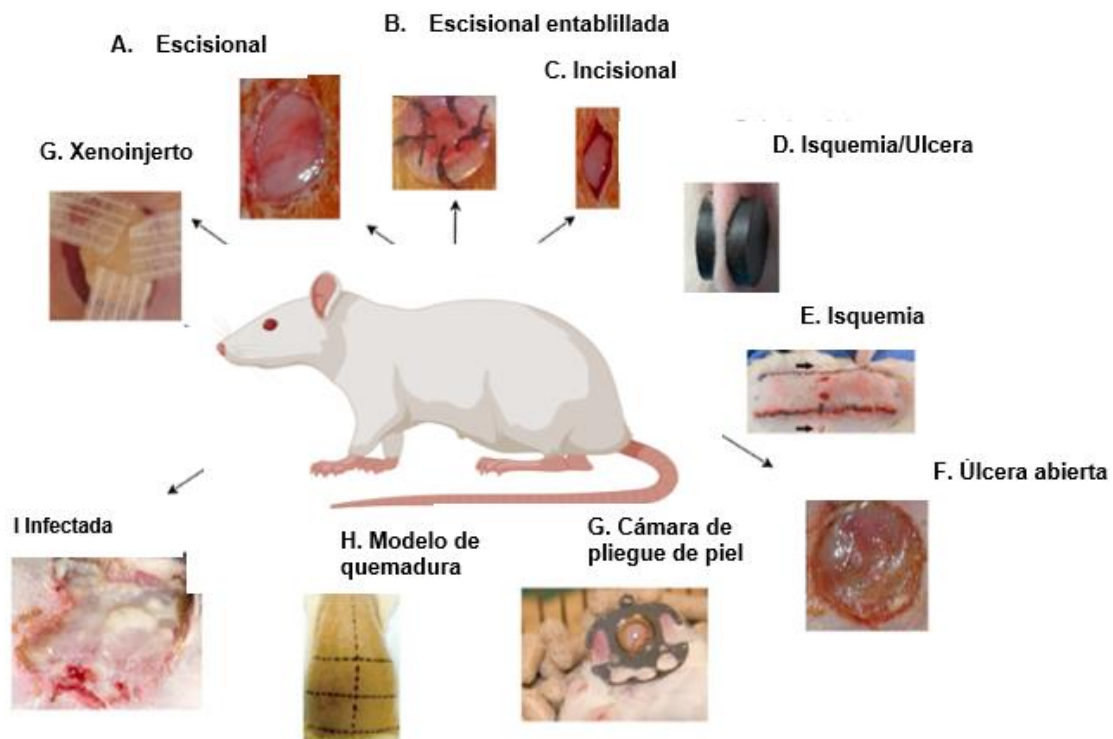 B. Escisional entablillada
A. Escisional
C. Incisional
G. Xenoinjerto
D. Isquemia/Ulcera
E. Isquemia
F. Úlcera abierta
I Infectada
H. Modelo de
quemadura
G. Cámara de
pliegue de piel